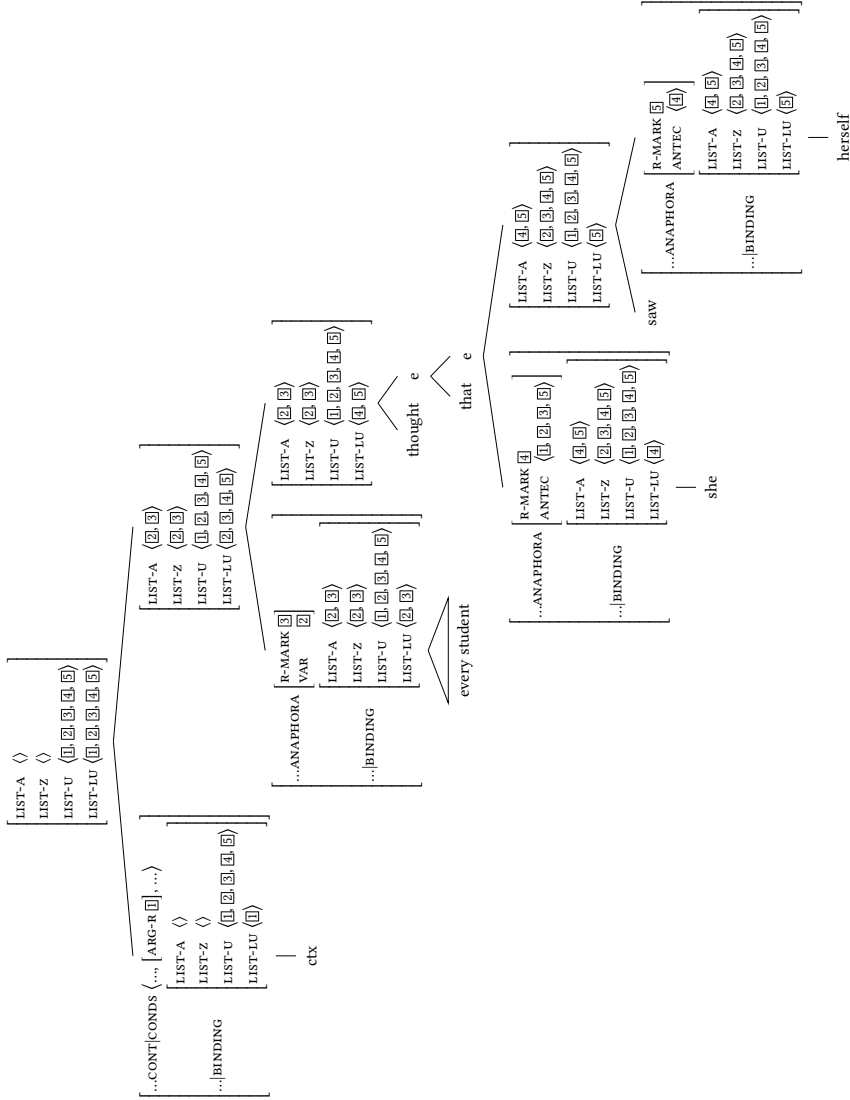 LIST-A ⟨⟩
LIST-Z ⟨⟩
LIST-U ⟨1, 2, 3, 4, 5⟩
LIST-LU ⟨1, 2, 3, 4, 5⟩
...CONT|CONDS ⟨..., [ARG-R 1], ...⟩
...|BINDING
LIST-A ⟨⟩
LIST-Z ⟨⟩
LIST-U ⟨1, 2, 3, 4, 5⟩
LIST-LU ⟨1⟩
ctx
LIST-A ⟨2, 3⟩
LIST-Z ⟨2, 3⟩
LIST-U ⟨1, 2, 3, 4, 5⟩
LIST-LU ⟨2, 3, 4, 5⟩
...ANAPHORA
R-MARK 3
VAR 2
...|BINDING
LIST-A ⟨2, 3⟩
LIST-Z ⟨2, 3⟩
LIST-U ⟨1, 2, 3, 4, 5⟩
LIST-LU ⟨2, 3⟩
every student
LIST-A ⟨2, 3⟩
LIST-Z ⟨2, 3⟩
LIST-U ⟨1, 2, 3, 4, 5⟩
LIST-LU ⟨4, 5⟩
thought e
that e
...ANAPHORA
R-MARK 4
ANTEC ⟨1, 2, 3, 5⟩
...|BINDING
LIST-A ⟨4, 5⟩
LIST-Z ⟨2, 3, 4, 5⟩
LIST-U ⟨1, 2, 3, 4, 5⟩
LIST-LU ⟨4⟩
she
LIST-A ⟨4, 5⟩
LIST-Z ⟨2, 3, 4, 5⟩
LIST-U ⟨1, 2, 3, 4, 5⟩
LIST-LU ⟨5⟩
saw
...ANAPHORA
R-MARK 5
ANTEC ⟨4⟩
...|BINDING
LIST-A ⟨4, 5⟩
LIST-Z ⟨2, 3, 4, 5⟩
LIST-U ⟨1, 2, 3, 4, 5⟩
LIST-LU ⟨5⟩
herself